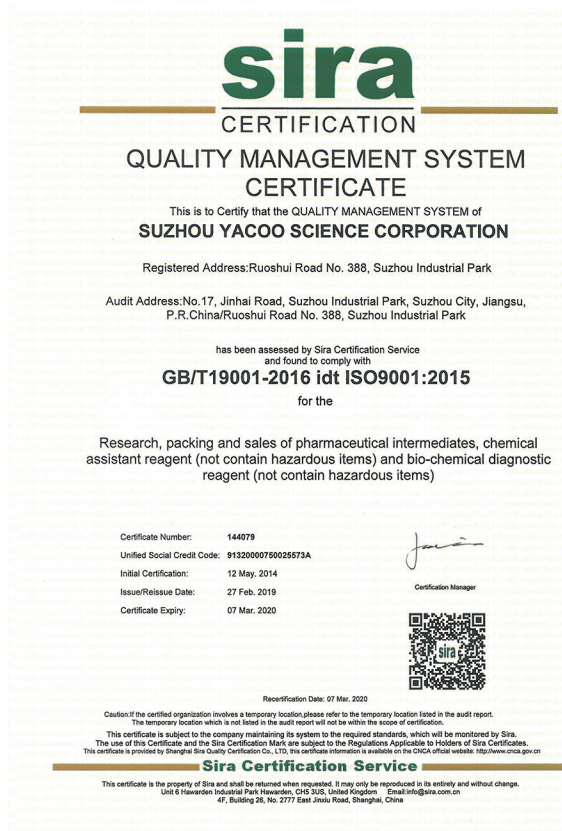 sira
CERTIFICATION
QUALITY MANAGEMENT SYSTEM
CERTIFICATE
This is to Certify that the QUALITY MANAGEMENT SYSTEM of
SUZHOU YACOO SCIENCE CORPORATION
Registered Address:Ruoshui Road No. 388, Suzhou Industrial Park
Audit Address:No.17, Jinhai Road, Suzhou Industrial Park, Suzhou City, Jiangsu,
P.R.China/Ruoshui Road No. 388, Suzhou Industrial Park
has been assessed by Sira Certification Service
and found to comply with
GB/T19001-2016 idt ISO9001:2015
for the
Research, packing and sales of pharmaceutical intermediates, chemical
assistant reagent (not contain hazardous items) and bio-chemical diagnostic
reagent (not contain hazardous items)
Certificate Number: 144079
Unified Social Credit Code: 91320000750025573A
Initial Certification: 12 May. 2014
Issue/Reissue Date: 27 Feb. 2019
Certificate Expiry: 07 Mar. 2020
Certification Manager
sira
Recertification Date: 07 Mar. 2020
Caution:If the certified organization involves a temporary location,please refer to the temporary location listed in the audit report.
The temporary location which is not listed in the audit report will not be within the scope of certification.
This certificate is subject to the company maintaining its system to the required standards, which will be monitored by Sira.
The use of this Certificate and the Sira Certification Mark are subject to the Regulations Applicable to Holders of Sira Certificates.
This certificate is provided by Shanghai Sira Quality Certification Co., LTD, this certificate information is available on the CNCA official website: http://www.cnca.gov.cn
Sira Certification Service
This certificate is the property of Sira and shall be returned when requested. It may only be reproduced in its entirety and without change.
Unit 6 Hawarden Industrial Park Hawarden, CH5 3US, United Kingdom Email:info@sira.com.cn
4F, Building 26, No. 2777 East Jinxiu Road, Shanghai, China